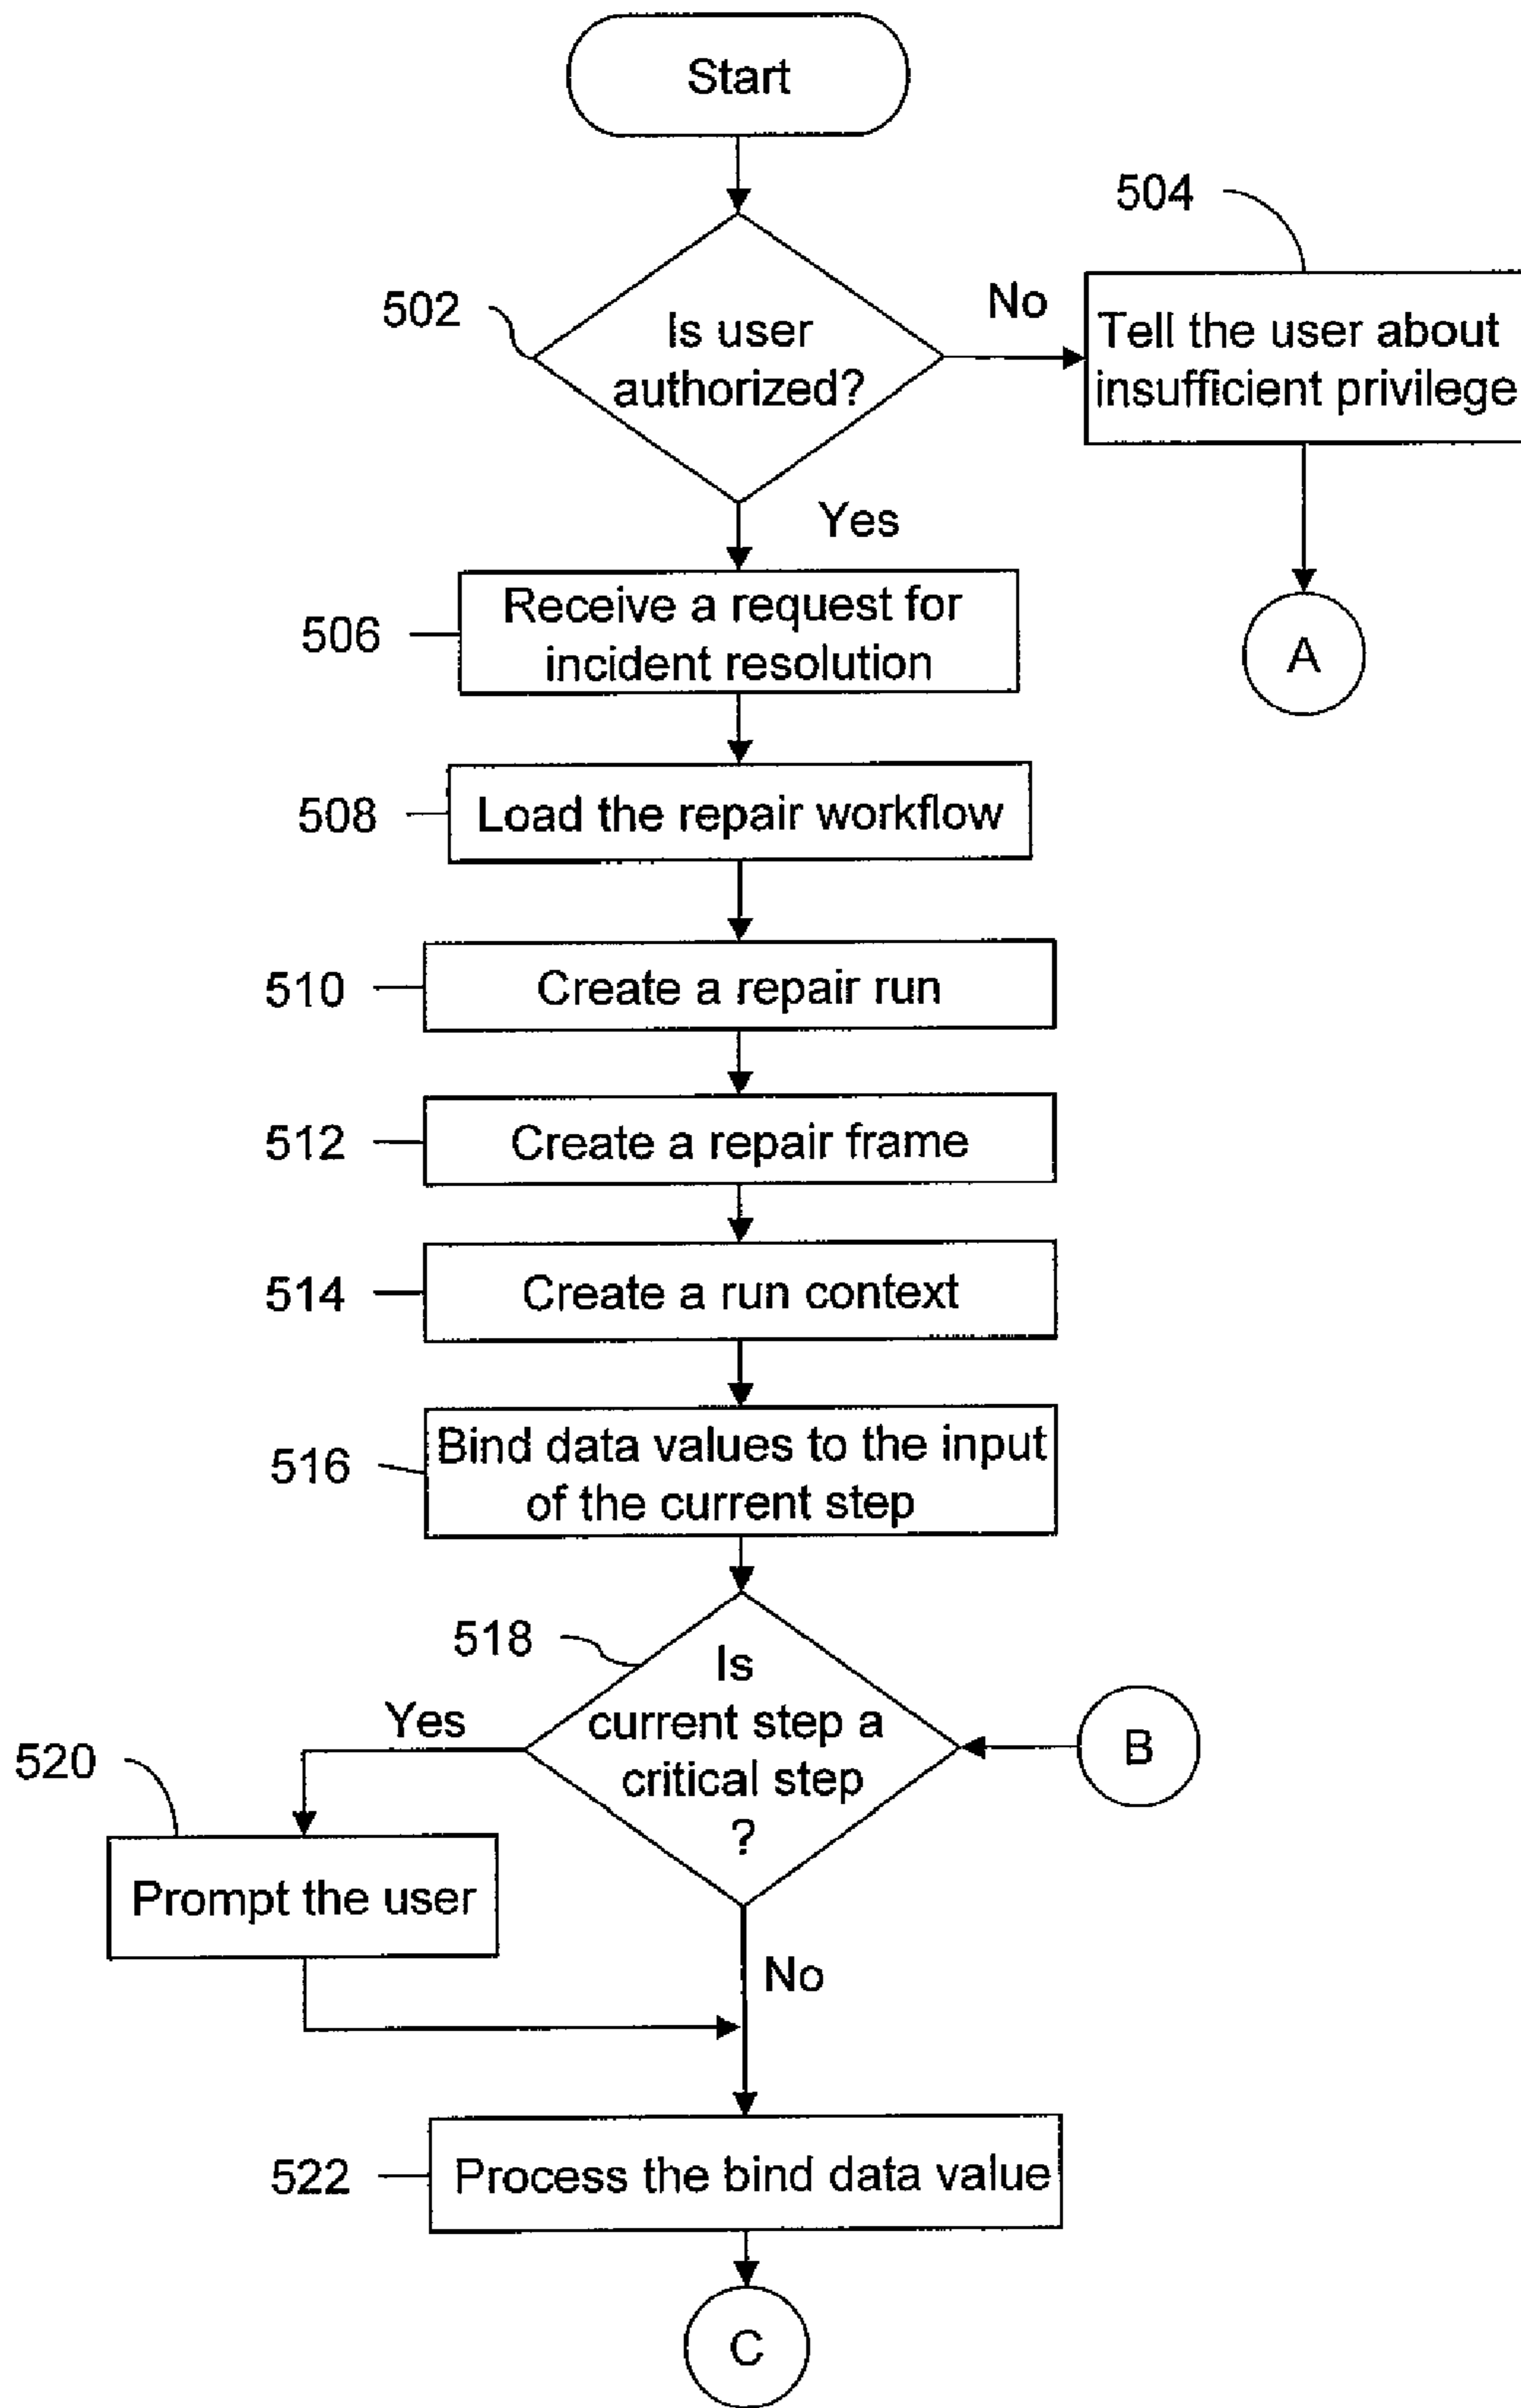 Start
504
502
Is user
authorized?
No
Tell the user about
insufficient privilege
Yes
506
Receive a request for
incident resolution
A
508
Load the repair workflow
510
Create a repair run
512
Create a repair frame
514
Create a run context
516
Bind data values to the input
of the current step
518
Is
current step a
critical step
?
Yes
B
520
Prompt the user
No
522
Process the bind data value
C